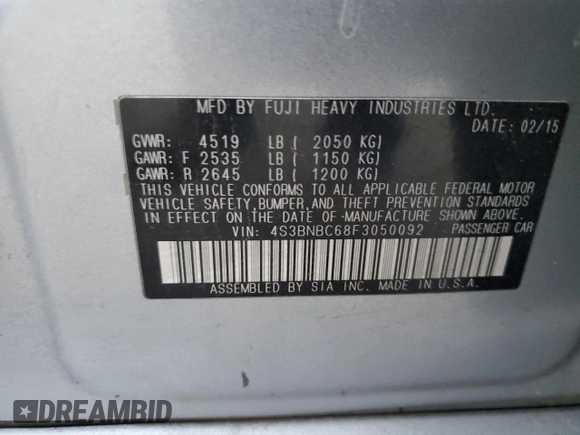 MFD BY FUJI HEAVY INDUSTRIES LTD.
DATE: 02/15
GVWR: 4519 LB ( 2050 KG)
GAWR: F 2535 LB ( 1150 KG)
GAWR: R 2645 LB ( 1200 KG)
THIS VEHICLE CONFORMS TO ALL APPLICABLE FEDERAL MOTOR
VEHICLE SAFETY, BUMPER, AND THEFT PREVENTION STANDARDS
IN EFFECT ON THE DATE OF MANUFACTURE SHOWN ABOVE.
VIN: 4S3BNBC68F3050092 PASSENGER CAR
ASSEMBLED BY SIA INC. MADE IN U.S.A.
DREAMBID